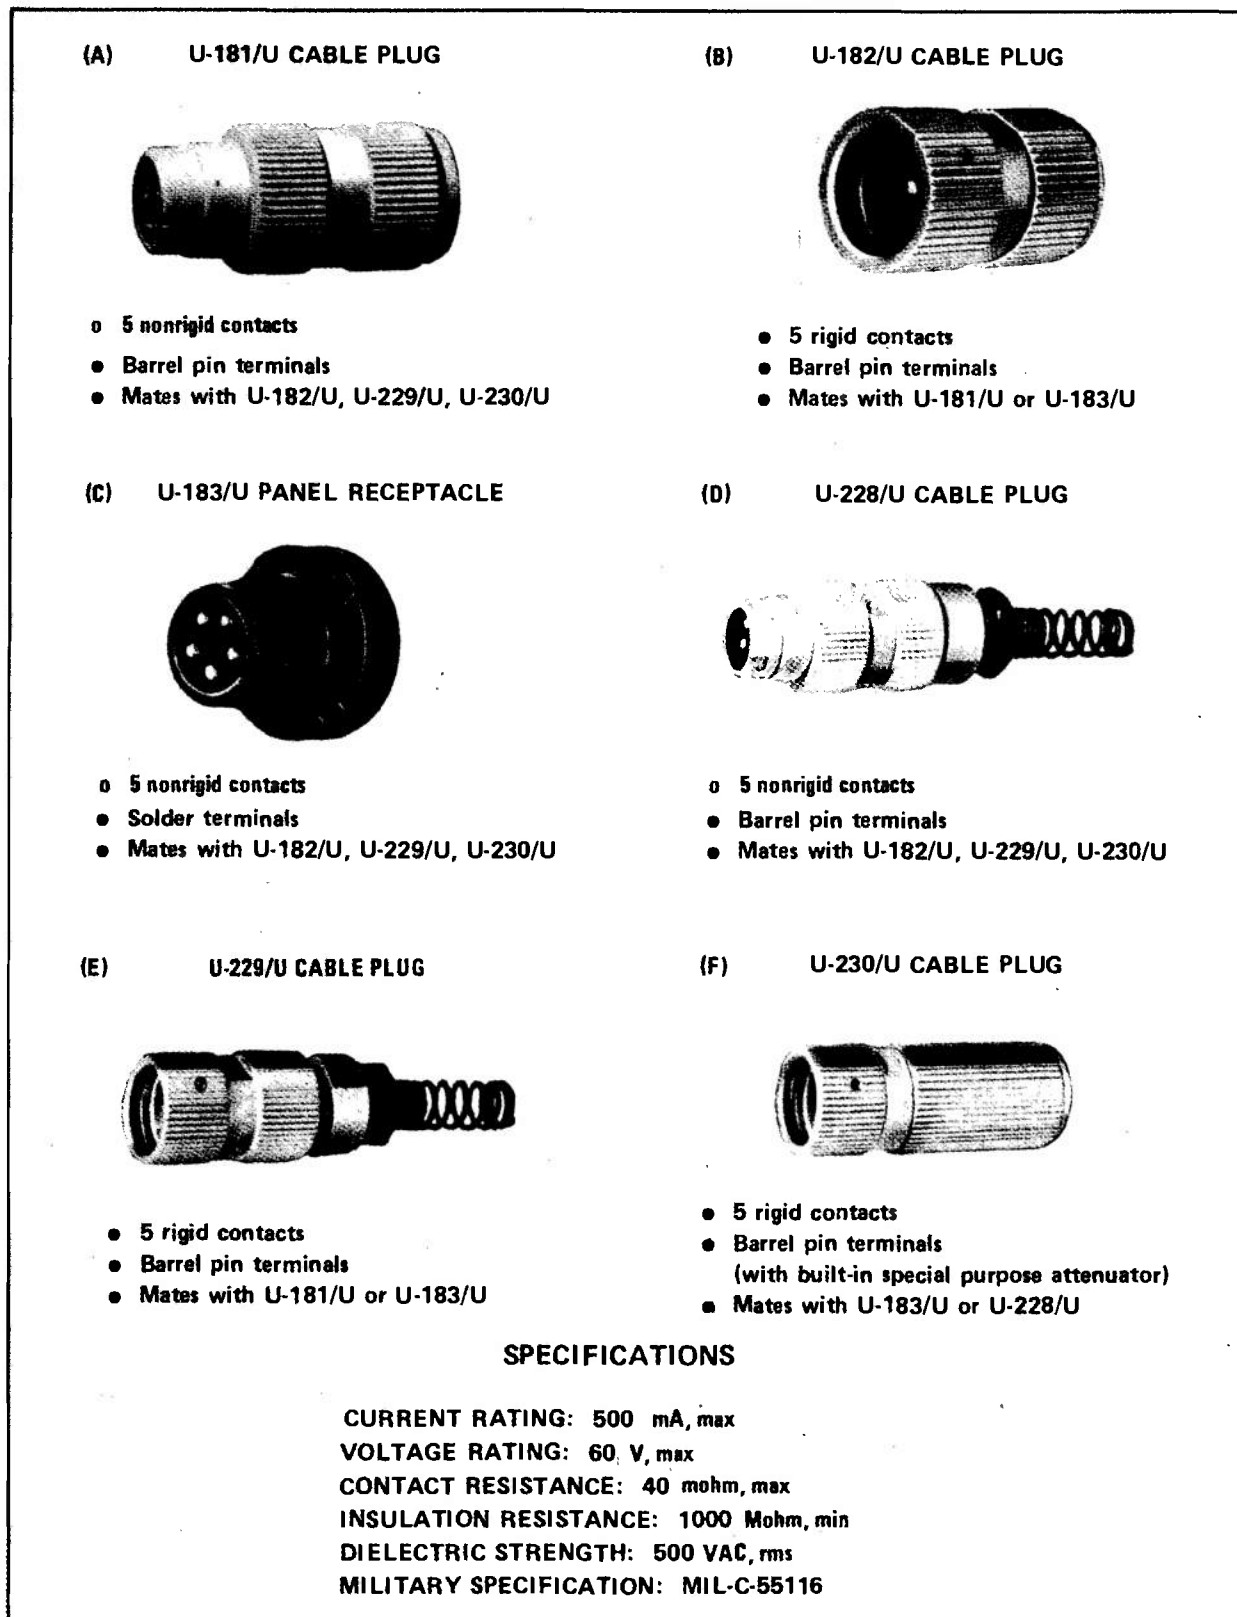 (A) U-181/U CABLE PLUG
o 5 nonrigid contacts
● Barrel pin terminals
● Mates with U-182/U, U-229/U, U-230/U
(B) U-182/U CABLE PLUG
● 5 rigid contacts
● Barrel pin terminals
● Mates with U-181/U or U-183/U
(C) U-183/U PANEL RECEPTACLE
o 5 nonrigid contacts
● Solder terminals
● Mates with U-182/U, U-229/U, U-230/U
(D) U-228/U CABLE PLUG
o 5 nonrigid contacts
● Barrel pin terminals
● Mates with U-182/U, U-229/U, U-230/U
(E) U-229/U CABLE PLUG
● 5 rigid contacts
● Barrel pin terminals
● Mates with U-181/U or U-183/U
(F) U-230/U CABLE PLUG
● 5 rigid contacts
● Barrel pin terminals
(with built-in special purpose attenuator)
● Mates with U-183/U or U-228/U
SPECIFICATIONS
CURRENT RATING: 500 mA, max
VOLTAGE RATING: 60 V, max
CONTACT RESISTANCE: 40 mohm, max
INSULATION RESISTANCE: 1000 Mohm, min
DIELECTRIC STRENGTH: 500 VAC, rms
MILITARY SPECIFICATION: MIL-C-55116